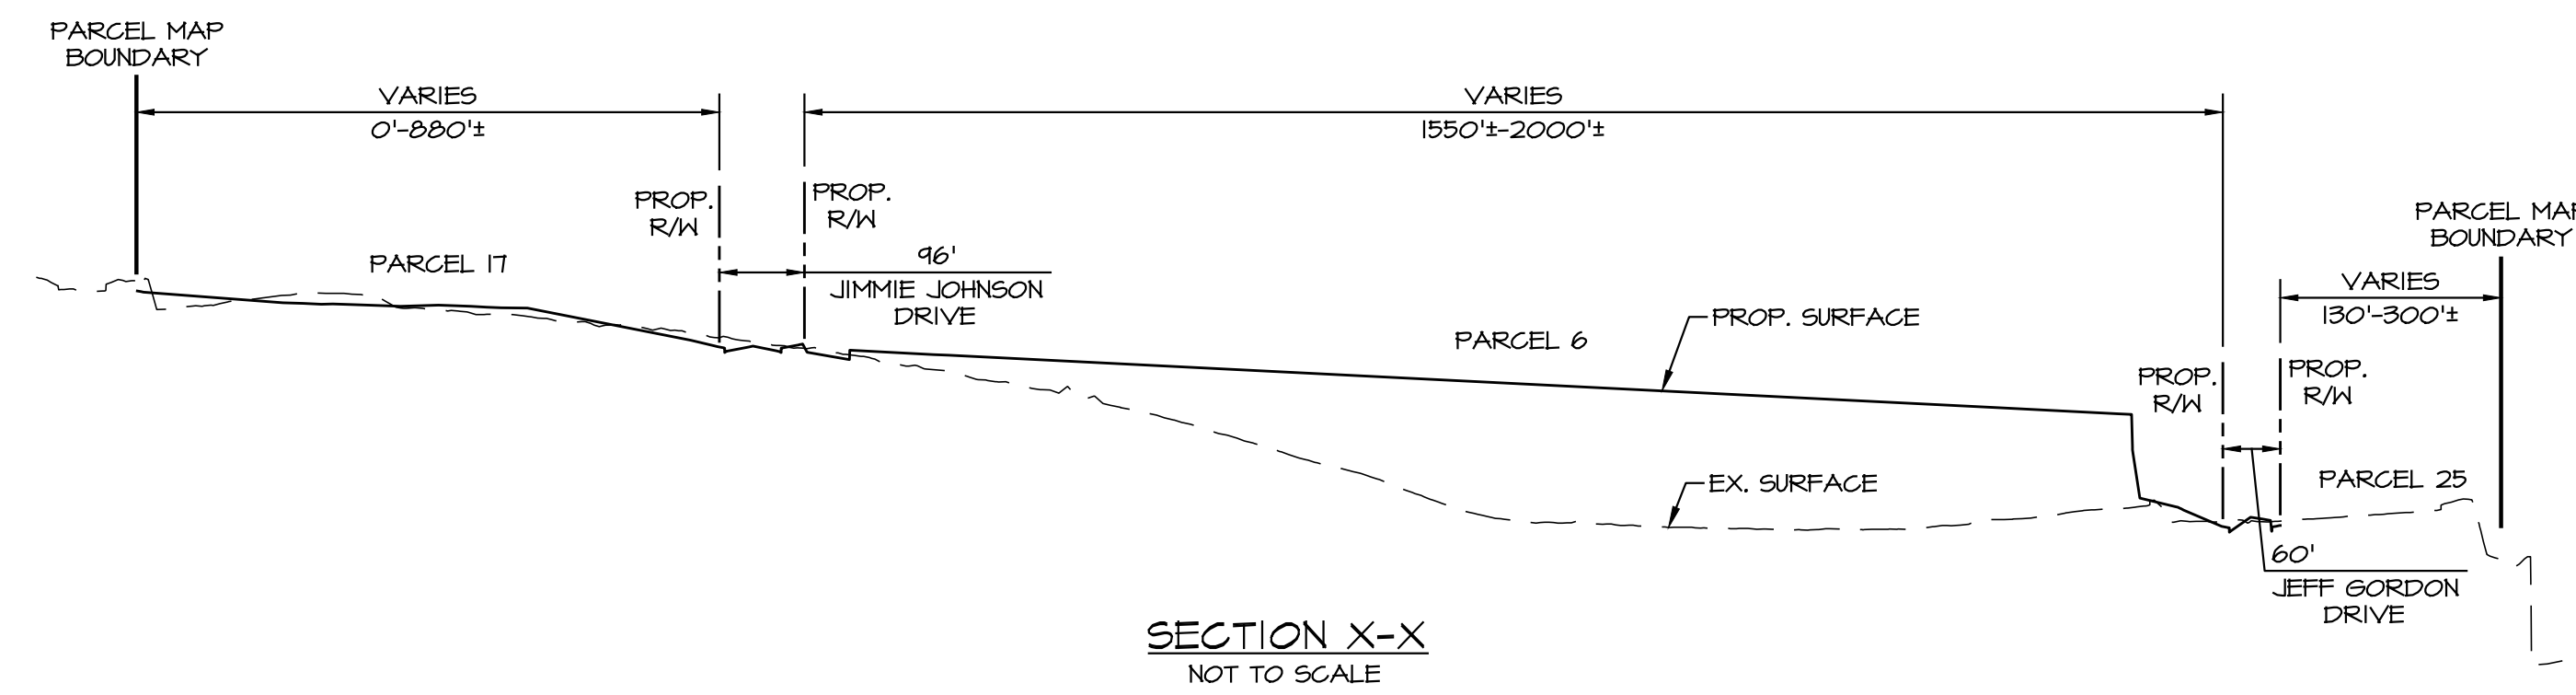 PARCEL MAP
BOUNDARY
VARIES
0'-880'±
VARIES
1550'±-2000'±
PROP.
R/W
PROP.
R/W
PARCEL MAP
BOUNDARY
PARCEL 17
96'
JIMMIE JOHNSON
DRIVE
VARIES
130'-300'±
PROP. SURFACE
PARCEL 6
PROP.
R/W
PROP.
R/W
EX. SURFACE
PARCEL 25
60'
JEFF GORDON
DRIVE
SECTION X-X
NOT TO SCALE